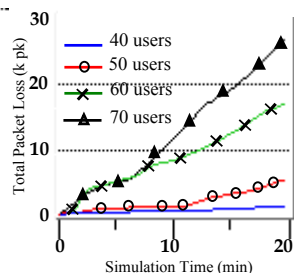 30
20
10
0
Total Packet Loss (k pk)
40 users
50 users
60 users
70 users
0
10
20
Simulation Time (min)